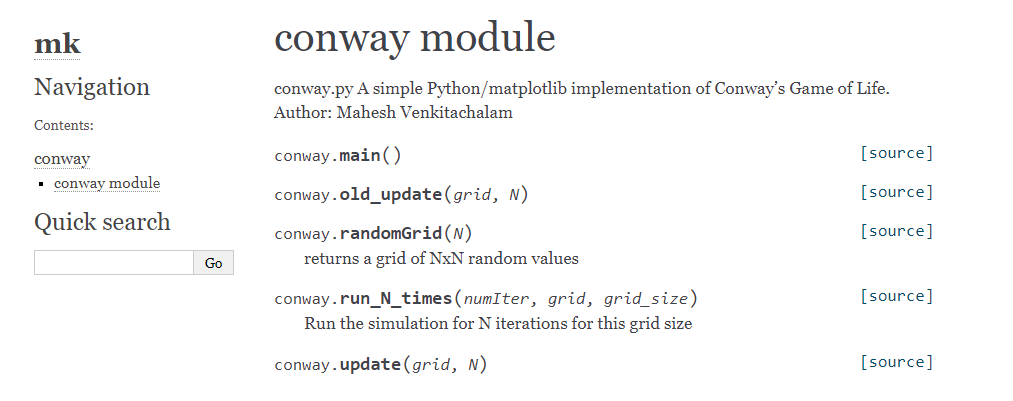 mk
Navigation
Contents:
conway
conway module
Quick search
Go
conway module
conway.py A simple Python/matplotlib implementation of Conway’s Game of Life.
Author: Mahesh Venkitachalam
conway.main() [source]
conway.old_update(grid, N) [source]
conway.randomGrid(N) [source]
returns a grid of NxN random values
conway.run_N_times(numIter, grid, grid_size) [source]
Run the simulation for N iterations for this grid size
conway.update(grid, N) [source]